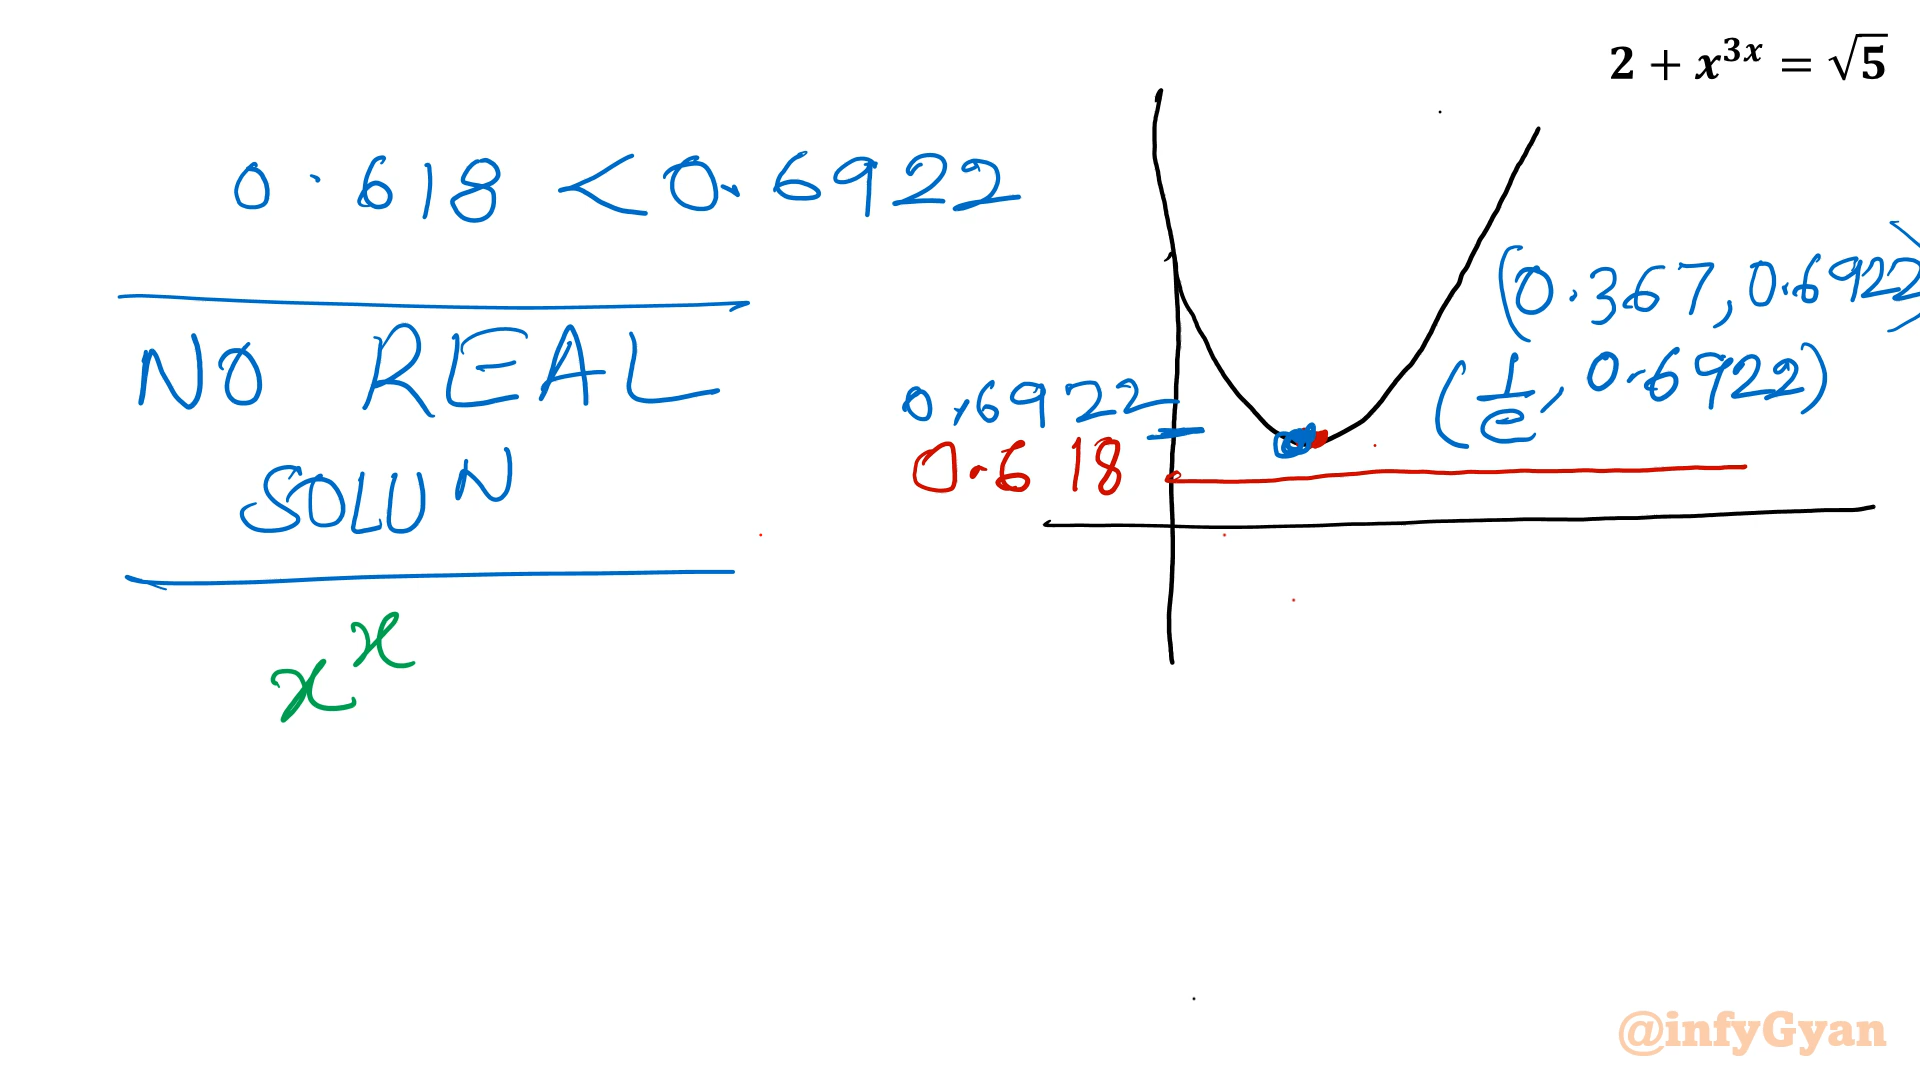 2 + x^{3x} = √5
0.618 < 0.6922
NO REAL
SOLUN
x^x
(0.367, 0.6922)
(1/e, 0.6922)
0.6922
0.618
@infyGyan